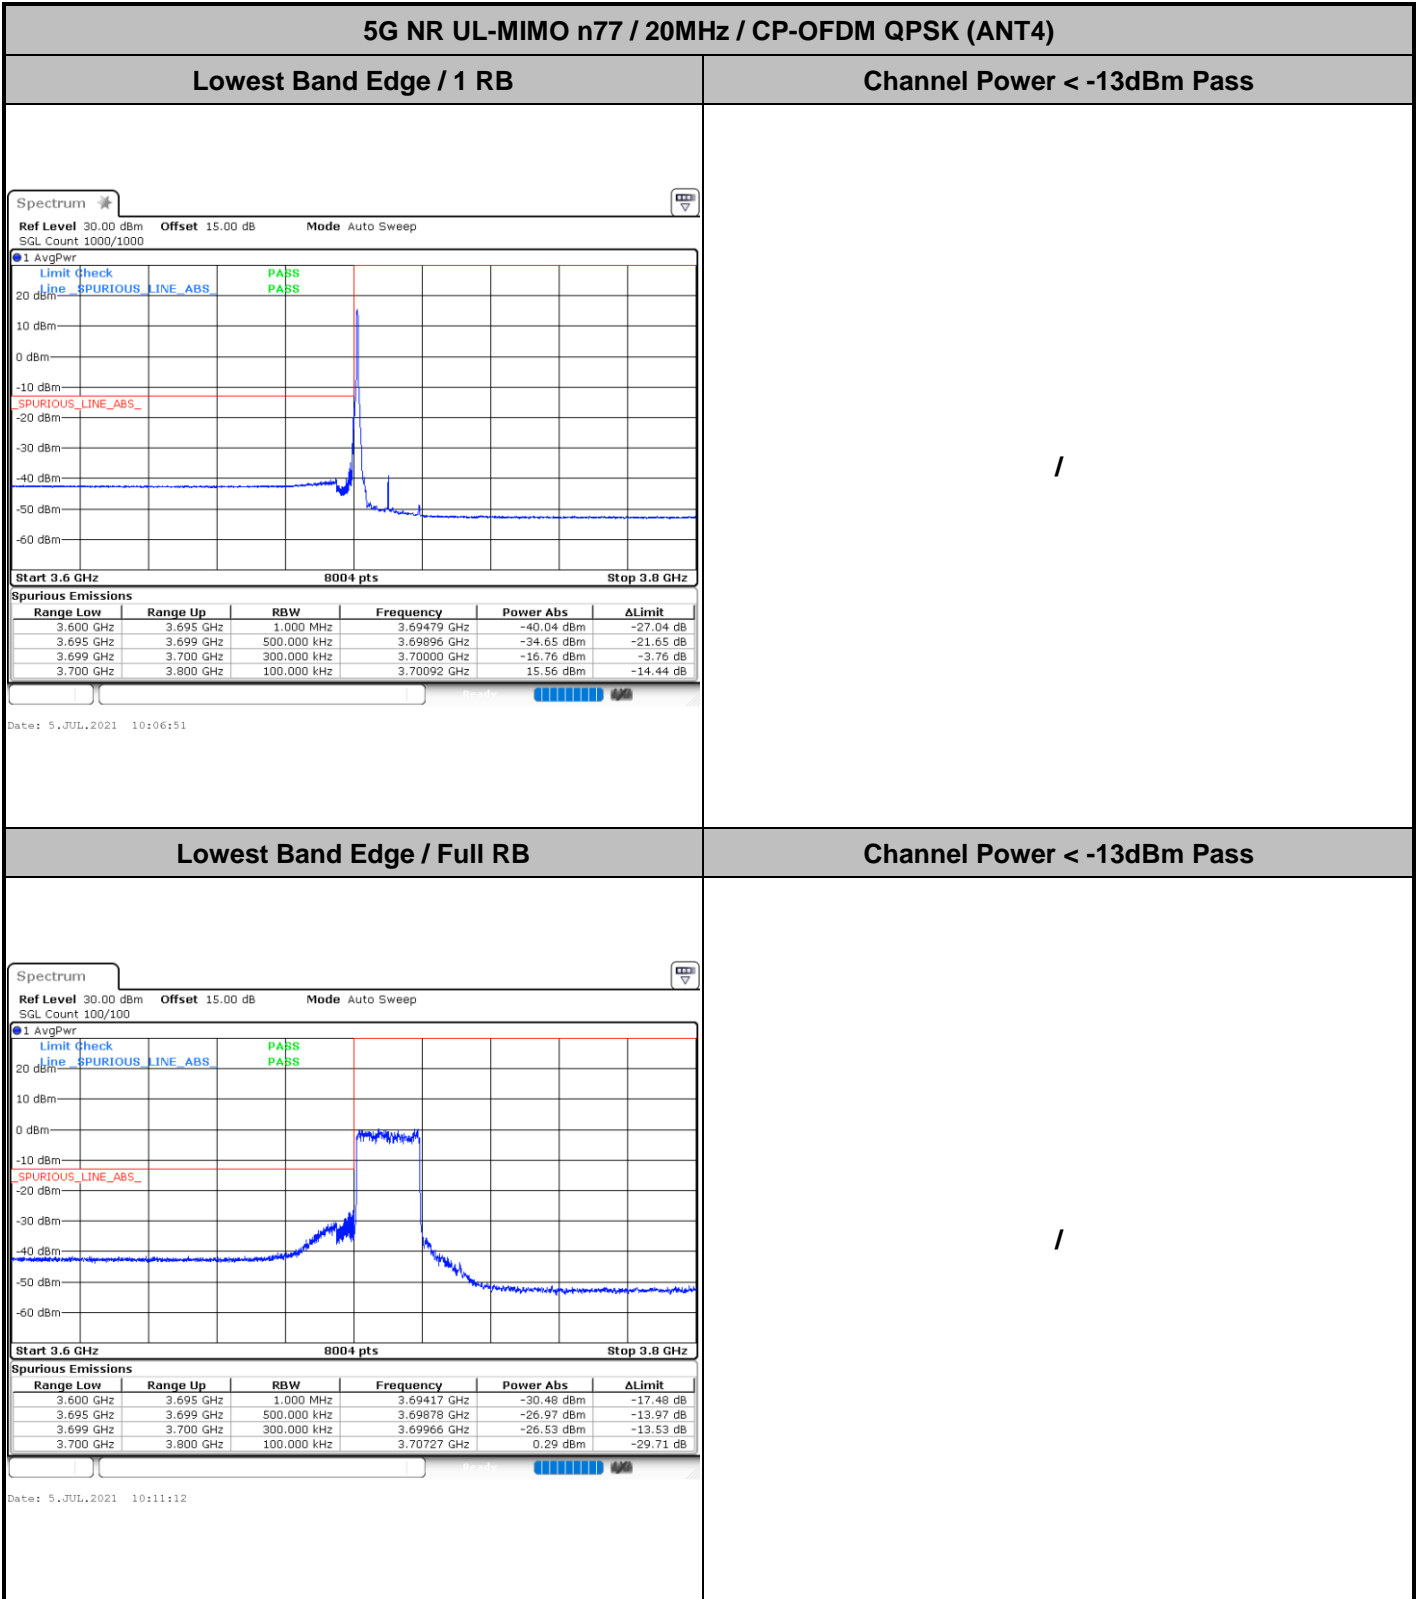 5G NR UL-MIMO n77 / 20MHz / CP-OFDM QPSK (ANT4)
Lowest Band Edge / 1 RB
Channel Power < -13dBm Pass
Spectrum
Ref Level 30.00 dBm Offset 15.00 dB Mode Auto Sweep
SGL Count 1000/1000
1 AvgPwr
Limit Check PASS
Line _SPURIOUS_LINE_ABS_ PASS
20 dBm
10 dBm
0 dBm
-10 dBm
_SPURIOUS_LINE_ABS_
-20 dBm
-30 dBm
-40 dBm
-50 dBm
-60 dBm
Start 3.6 GHz 8004 pts Stop 3.8 GHz
Spurious Emissions
Range Low Range Up RBW Frequency Power Abs ΔLimit
3.600 GHz 3.695 GHz 1.000 MHz 3.69479 GHz -40.04 dBm -27.04 dB
3.695 GHz 3.699 GHz 500.000 kHz 3.69896 GHz -34.65 dBm -21.65 dB
3.699 GHz 3.700 GHz 300.000 kHz 3.70000 GHz -16.76 dBm -3.76 dB
3.700 GHz 3.800 GHz 100.000 kHz 3.70092 GHz 15.56 dBm -14.44 dB
Ready
Date: 5.JUL.2021 10:06:51
/
Lowest Band Edge / Full RB
Channel Power < -13dBm Pass
Spectrum
Ref Level 30.00 dBm Offset 15.00 dB Mode Auto Sweep
SGL Count 100/100
1 AvgPwr
Limit Check PASS
Line _SPURIOUS_LINE_ABS_ PASS
20 dBm
10 dBm
0 dBm
-10 dBm
_SPURIOUS_LINE_ABS_
-20 dBm
-30 dBm
-40 dBm
-50 dBm
-60 dBm
Start 3.6 GHz 8004 pts Stop 3.8 GHz
Spurious Emissions
Range Low Range Up RBW Frequency Power Abs ΔLimit
3.600 GHz 3.695 GHz 1.000 MHz 3.69417 GHz -30.48 dBm -17.48 dB
3.695 GHz 3.699 GHz 500.000 kHz 3.69878 GHz -26.97 dBm -13.97 dB
3.699 GHz 3.700 GHz 300.000 kHz 3.69966 GHz -26.53 dBm -13.53 dB
3.700 GHz 3.800 GHz 100.000 kHz 3.70727 GHz 0.29 dBm -29.71 dB
Ready
Date: 5.JUL.2021 10:11:12
/